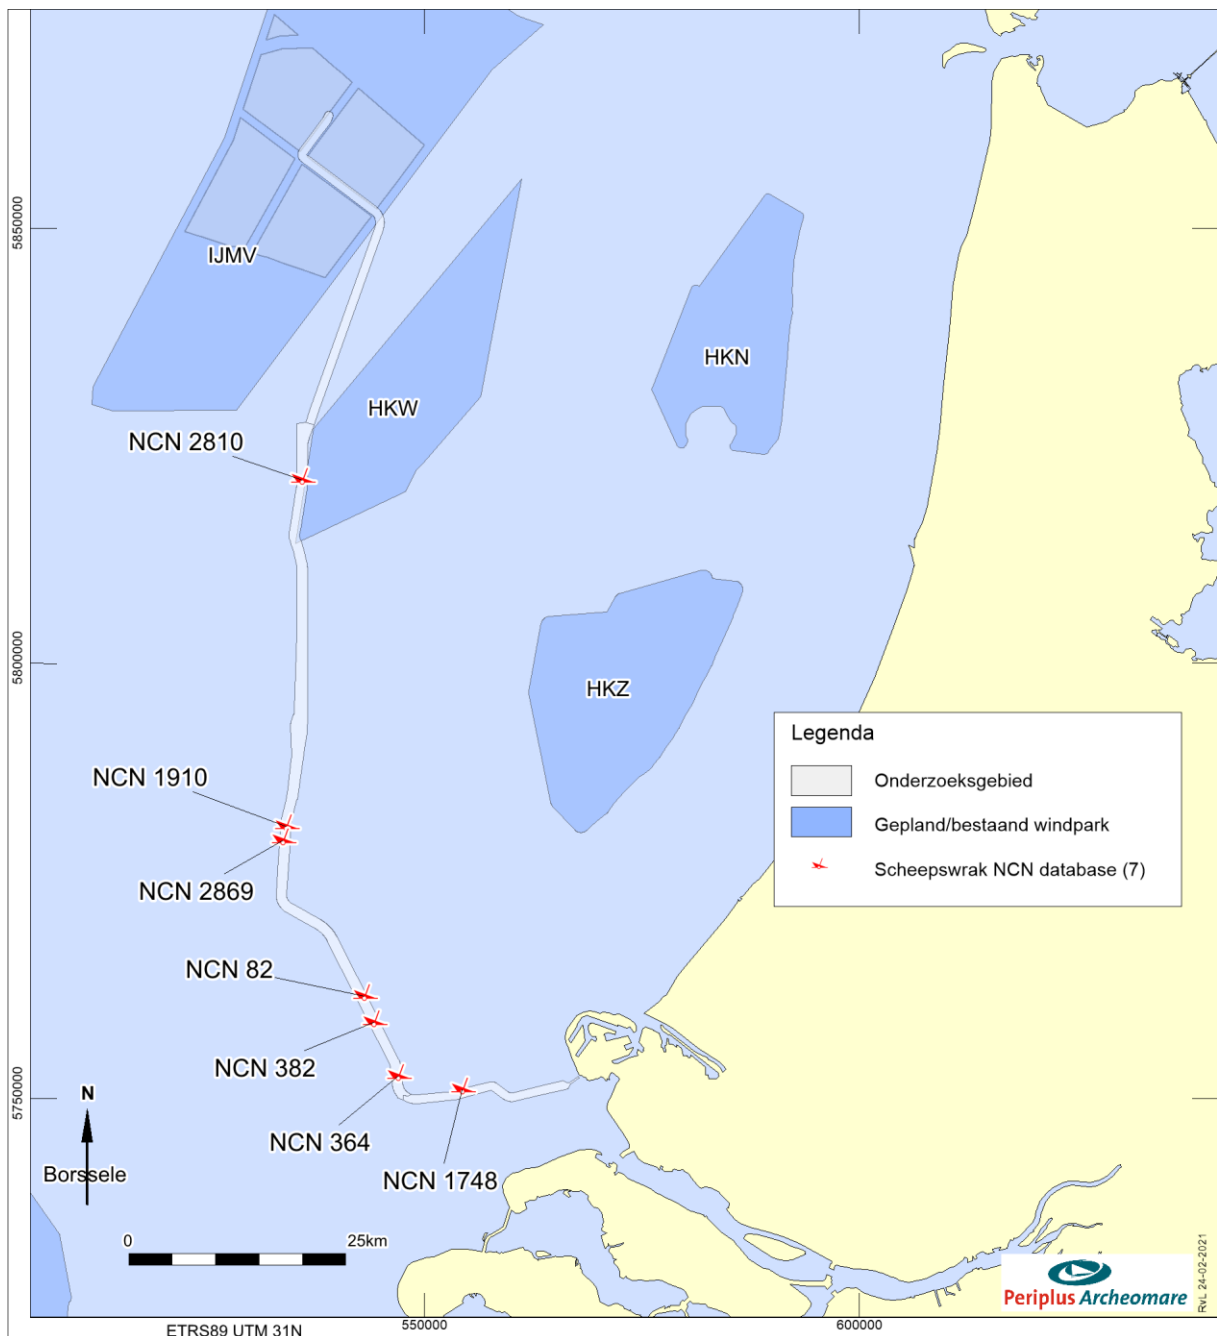 5850000
IJMV
HKN
HKW
NCN 2810
5800000
HKZ
Legenda
Onderzoeksgebied
Gepland/bestaand windpark
Scheepswrak NCN database (7)
NCN 1910
NCN 2869
NCN 82
NCN 382
5750000
N
NCN 364
Borssele
NCN 1748
0 25km
Periplus Archeomare
RvL 24-02-2021
550000
600000
ETRS89 UTM 31N